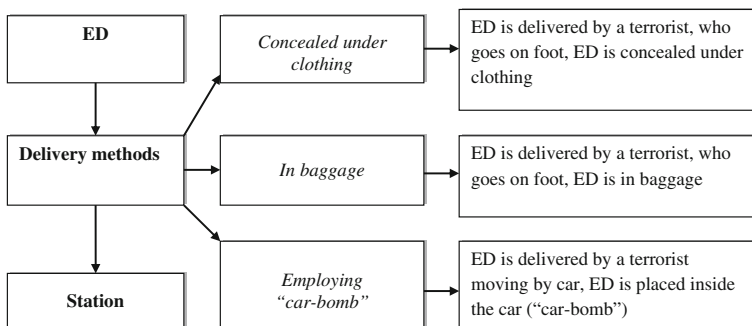 ED
Concealed under
clothing
ED is delivered by a terrorist, who
goes on foot, ED is concealed under
clothing
Delivery methods
In baggage
ED is delivered by a terrorist, who
goes on foot, ED is in baggage
Station
Employing
“car-bomb”
ED is delivered by a terrorist
moving by car, ED is placed inside
the car (“car-bomb”)